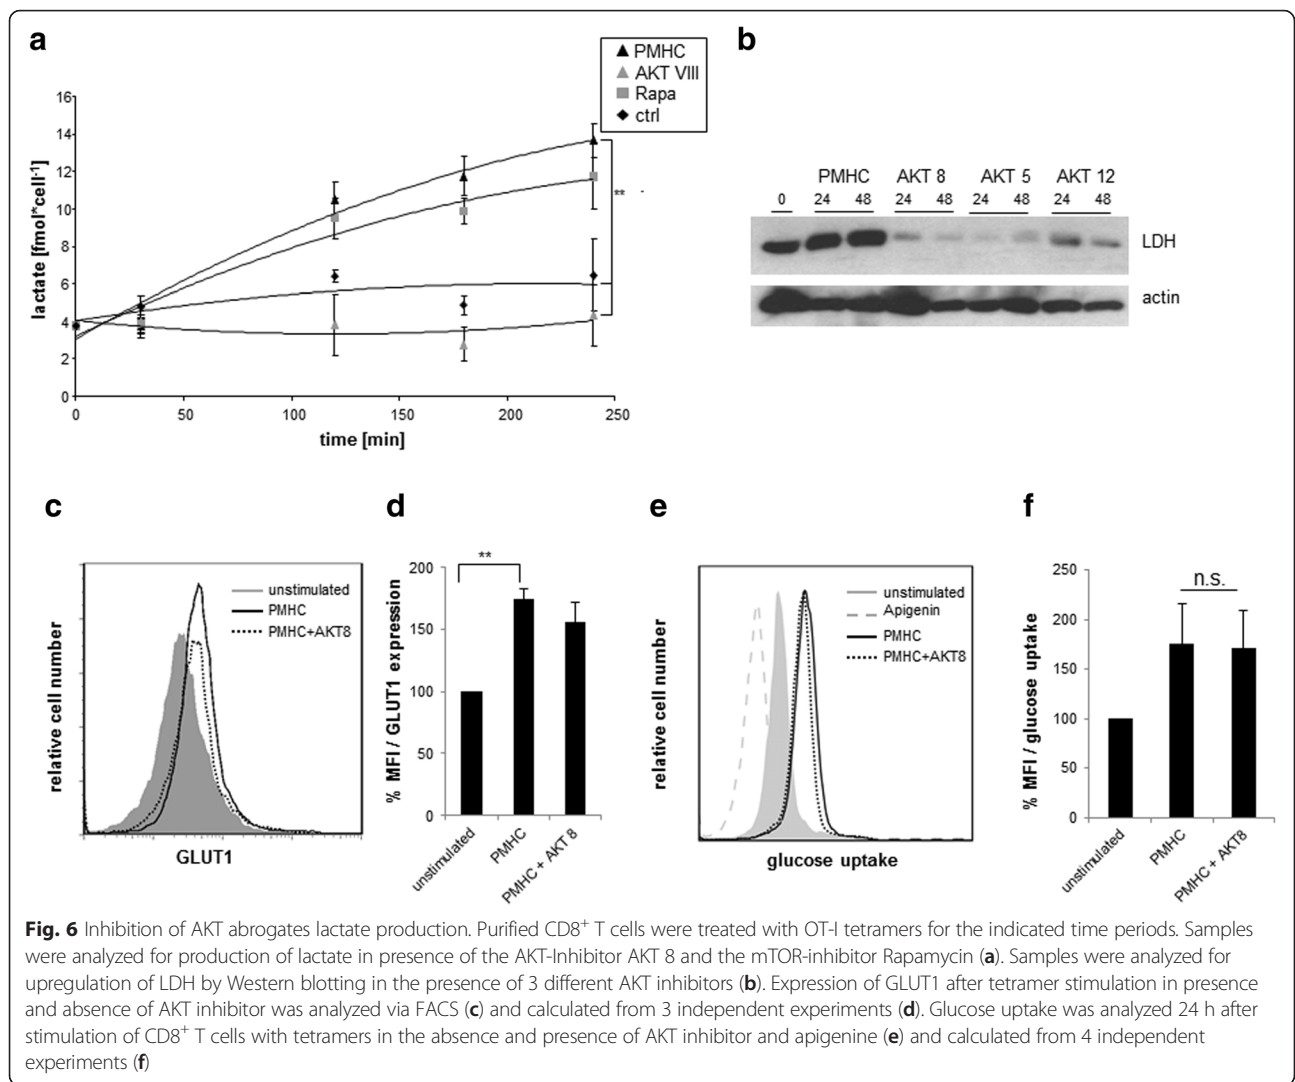 a
PMHC
AKT VIII
Rapa
ctrl
16
14
12
10
8
6
4
2
0
lactate [fmol*cell-1]
0 50 100 150 200 250
time [min]
**
b
PMHC AKT 8 AKT 5 AKT 12
0 24 48 24 48 24 48 24 48
LDH
actin
c
unstimulated
PMHC
PMHC+AKT8
relative cell number
GLUT1
d
**
200
150
100
50
0
% MFI / GLUT1 expression
unstimulated
PMHC
PMHC + AKT 8
e
unstimulated
Apigenin
PMHC
PMHC+AKT8
relative cell number
glucose uptake
f
n.s.
250
200
150
100
50
0
% MFI / glucose uptake
unstimulated
PMHC
PMHC + AKT8
Fig. 6 Inhibition of AKT abrogates lactate production. Purified CD8+ T cells were treated with OT-I tetramers for the indicated time periods. Samples
were analyzed for production of lactate in presence of the AKT-Inhibitor AKT 8 and the mTOR-inhibitor Rapamycin (a). Samples were analyzed for
upregulation of LDH by Western blotting in the presence of 3 different AKT inhibitors (b). Expression of GLUT1 after tetramer stimulation in presence
and absence of AKT inhibitor was analyzed via FACS (c) and calculated from 3 independent experiments (d). Glucose uptake was analyzed 24 h after
stimulation of CD8+ T cells with tetramers in the absence and presence of AKT inhibitor and apigenine (e) and calculated from 4 independent
experiments (f)